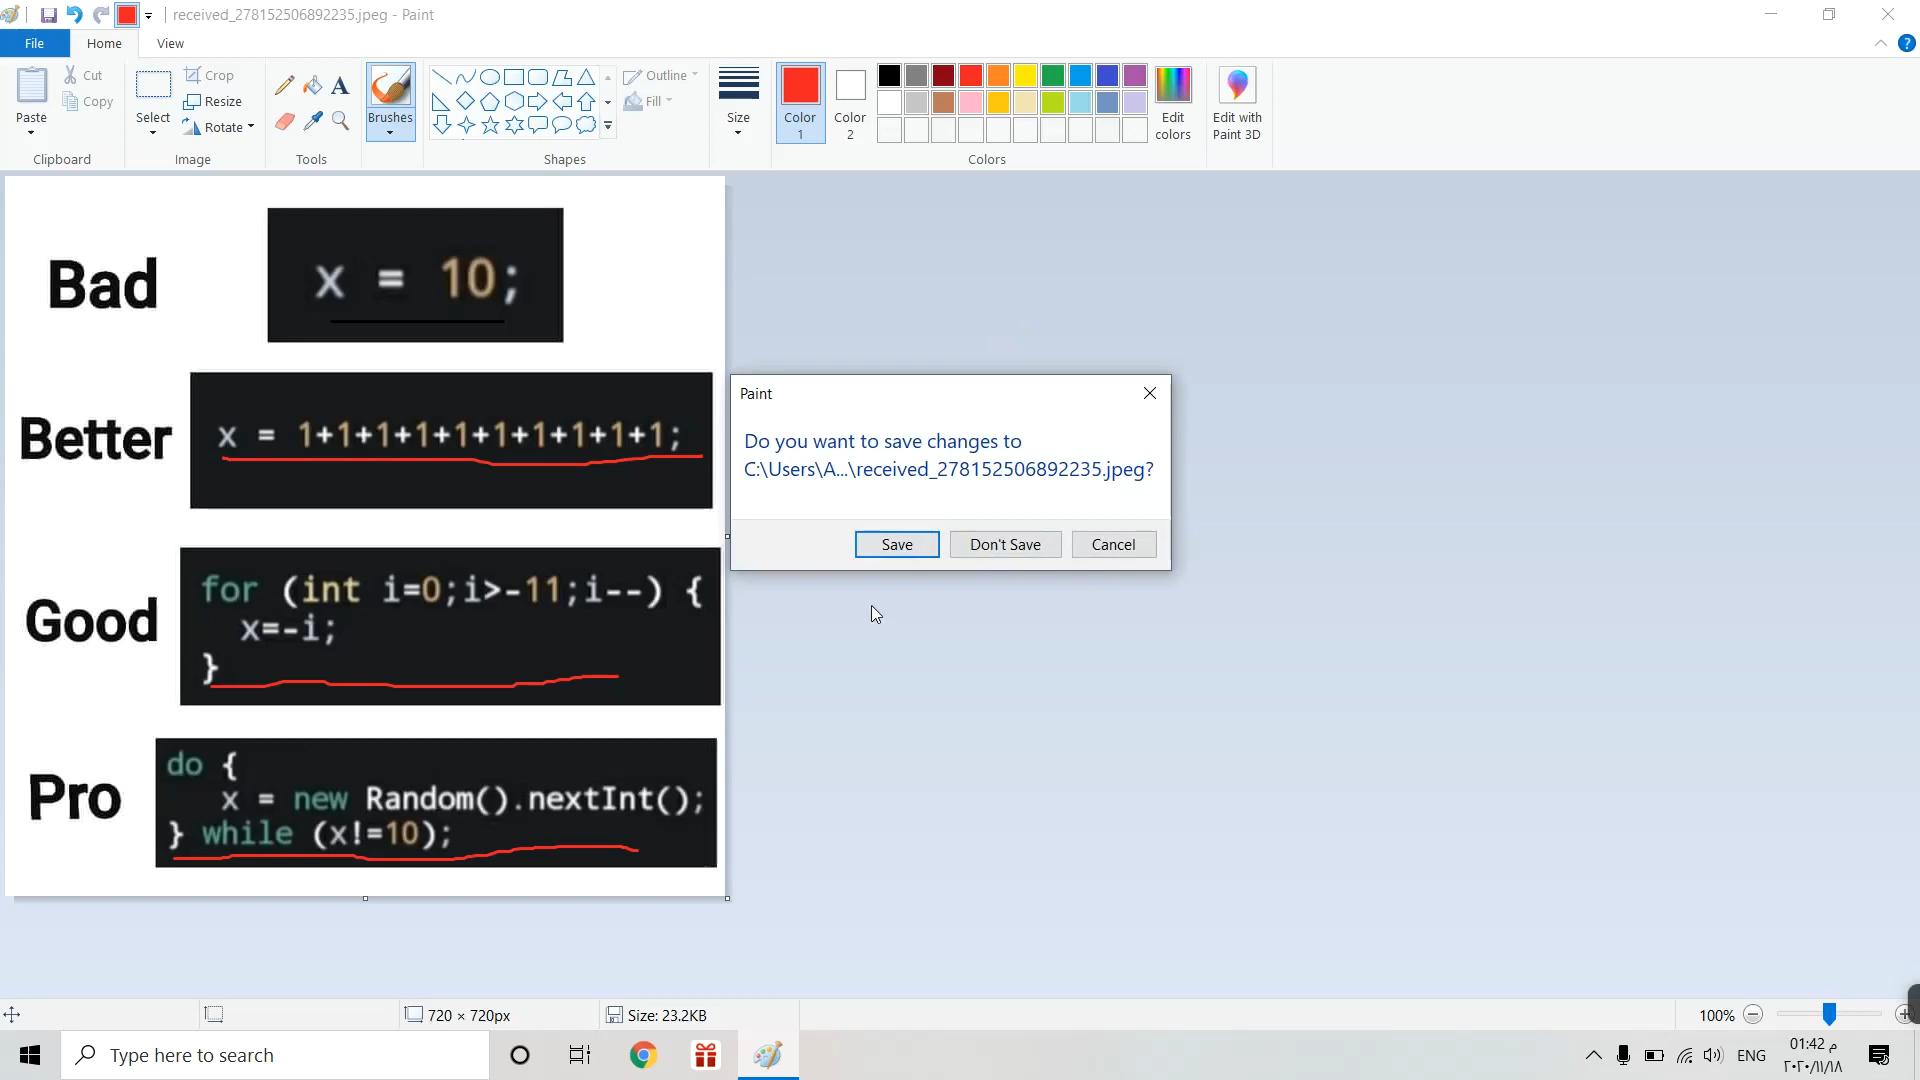 received_278152506892235.jpeg - Paint
File
Home
View
Paste
Cut
Copy
Clipboard
Select
Crop
Resize
Rotate
Image
A
Tools
Brushes
Outline
Fill
Shapes
Size
Color
1
Color
2
Edit
colors
Edit with
Paint 3D
Colors
?
Bad
x = 10;
Better
x = 1+1+1+1+1+1+1+1+1+1;
Good
for (int i=0;i>-11;i--) {
x=-i;
}
Pro
do {
x = new Random().nextInt();
} while (x!=10);
Paint
Do you want to save changes to
C:\Users\A...\received_278152506892235.jpeg?
Save
Don't Save
Cancel
720 × 720px
Size: 23.2KB
100%
Type here to search
ENG
01:42 م
٢٠٢٠/١١/١٨